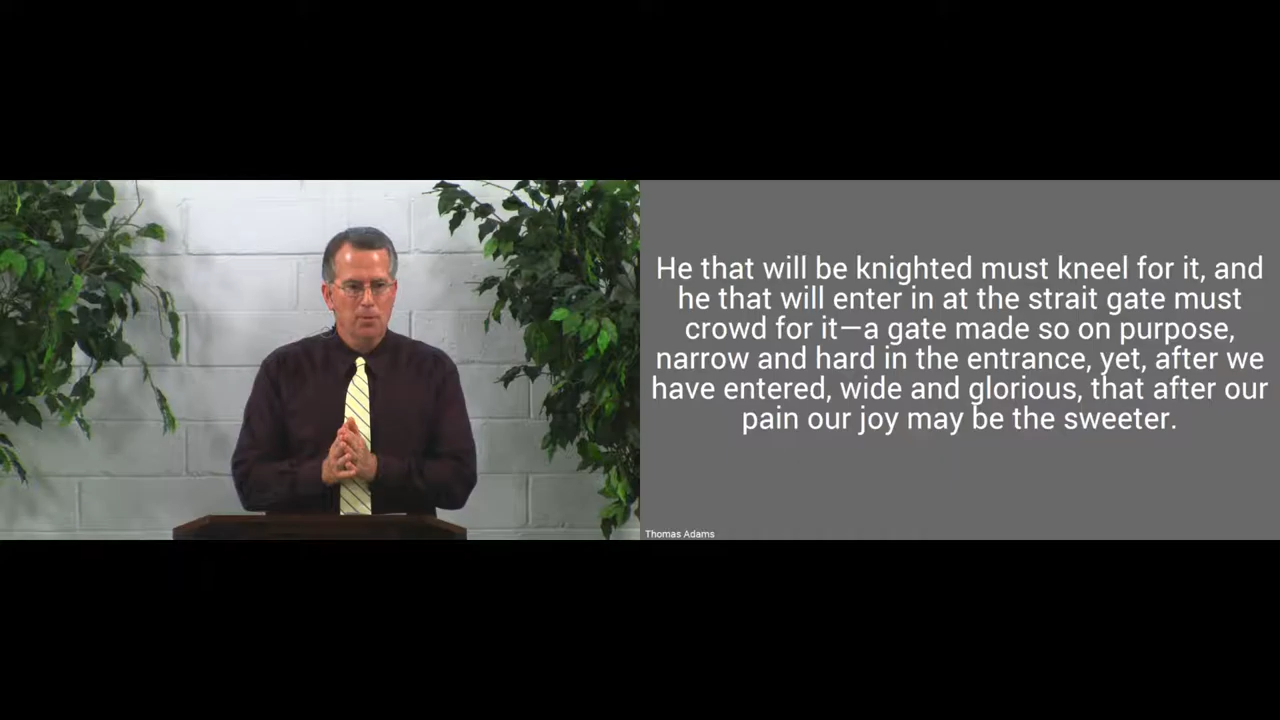 He that will be knighted must kneel for it, and
he that will enter in at the strait gate must
crowd for it—a gate made so on purpose,
narrow and hard in the entrance, yet, after we
have entered, wide and glorious, that after our
pain our joy may be the sweeter.
Thomas Adams